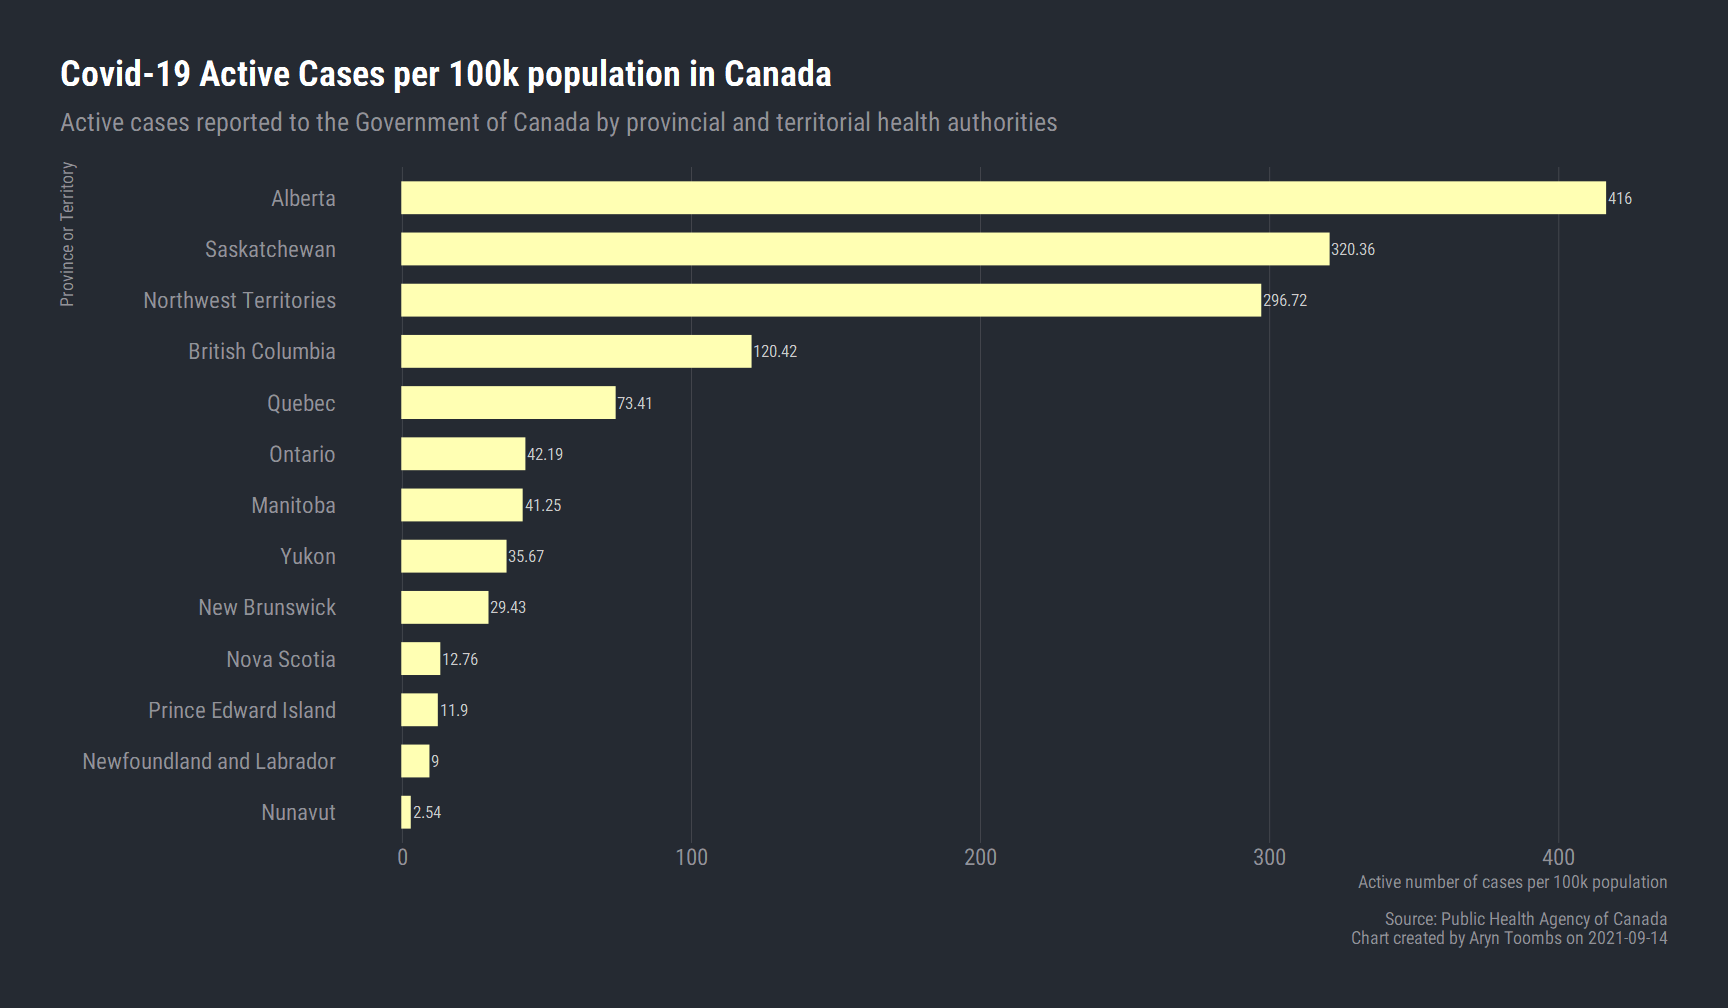 Covid-19 Active Cases per 100k population in Canada
Active cases reported to the Government of Canada by provincial and territorial health authorities
Province or Territory
Alberta 416
Saskatchewan 320.36
Northwest Territories 296.72
British Columbia 120.42
Quebec 73.41
Ontario 42.19
Manitoba 41.25
Yukon 35.67
New Brunswick 29.43
Nova Scotia 12.76
Prince Edward Island 11.9
Newfoundland and Labrador 9
Nunavut 2.54
0 100 200 300 400
Active number of cases per 100k population
Source: Public Health Agency of Canada
Chart created by Aryn Toombs on 2021-09-14